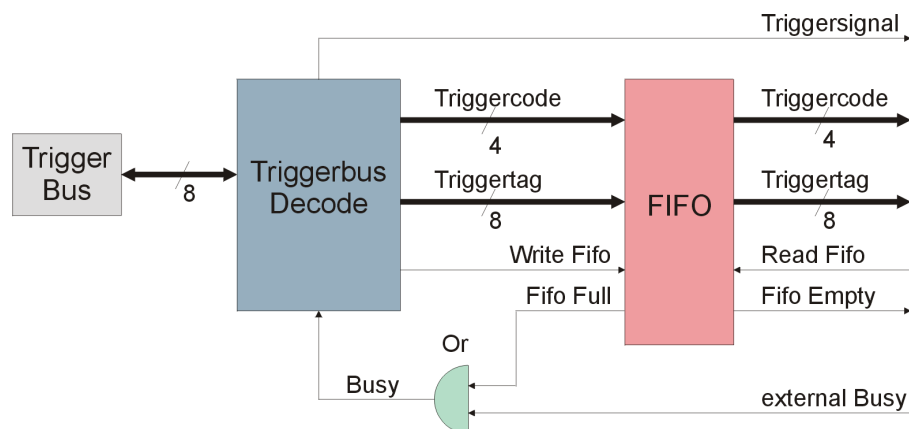 Triggersignal
Triggercode
Triggercode
4
4
Trigger
Bus
8
Triggerbus
Decode
Triggertag
Triggertag
8
8
FIFO
Write Fifo
Read Fifo
Fifo Full
Fifo Empty
Or
Busy
external Busy